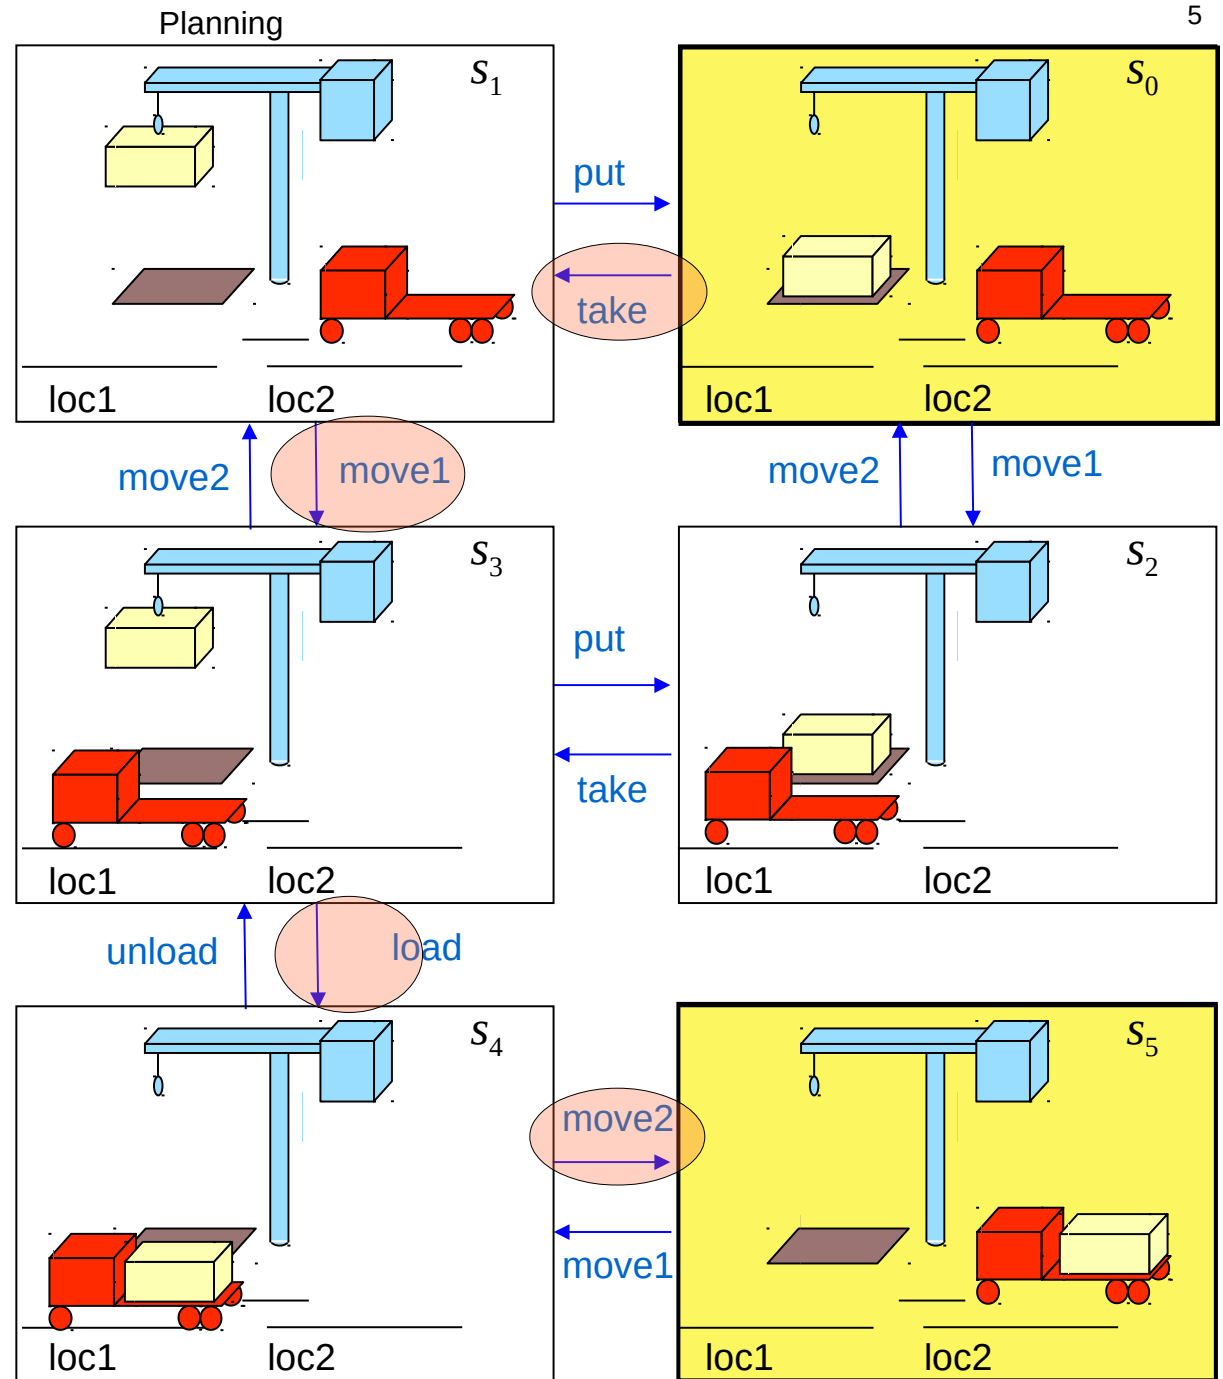 Planning
5
s1
s0
put
take
loc1
loc2
loc1
loc2
move2
move1
move2
move1
s3
s2
put
take
loc1
loc2
loc1
loc2
unload
load
s4
s5
move2
move1
loc1
loc2
loc1
loc2